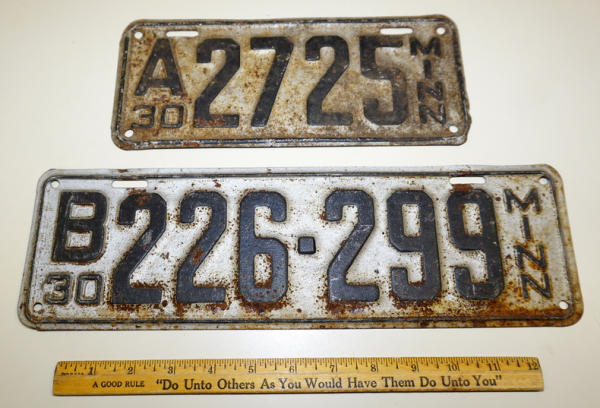 A 2725 MINN
30
B 226·299 MINN
30
1 2 3 4 5 6 7 8 9 10 11 12
A GOOD RULE "Do Unto Others As You Would Have Them Do Unto You"